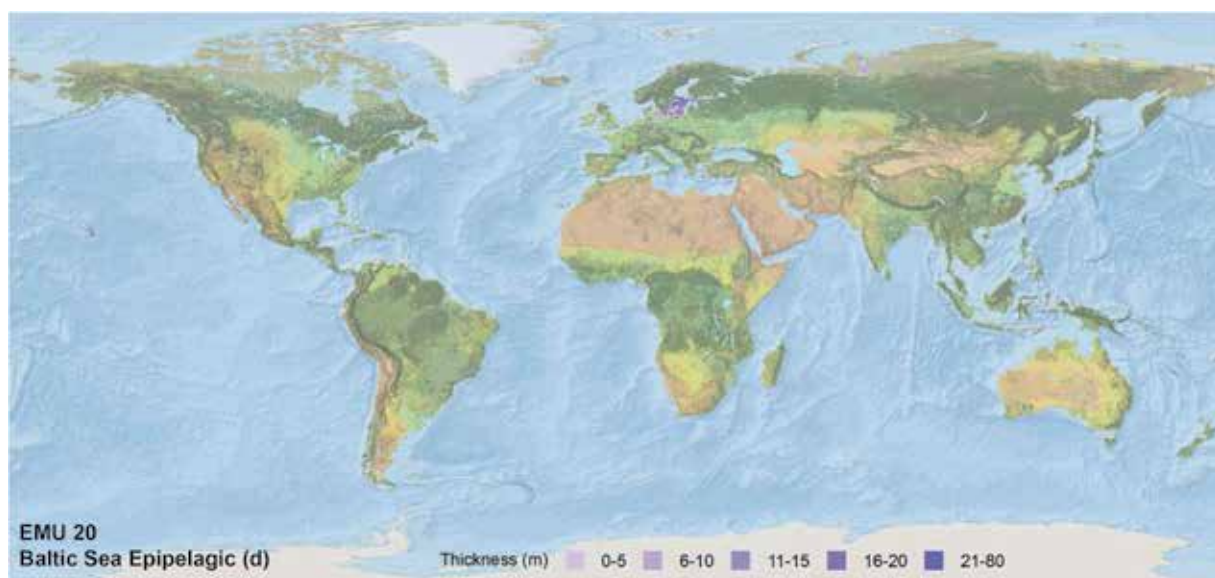 EMU 20
Baltic Sea Epipelagic (d)
Thickness (m) 0-5 6-10 11-15 16-20 21-80